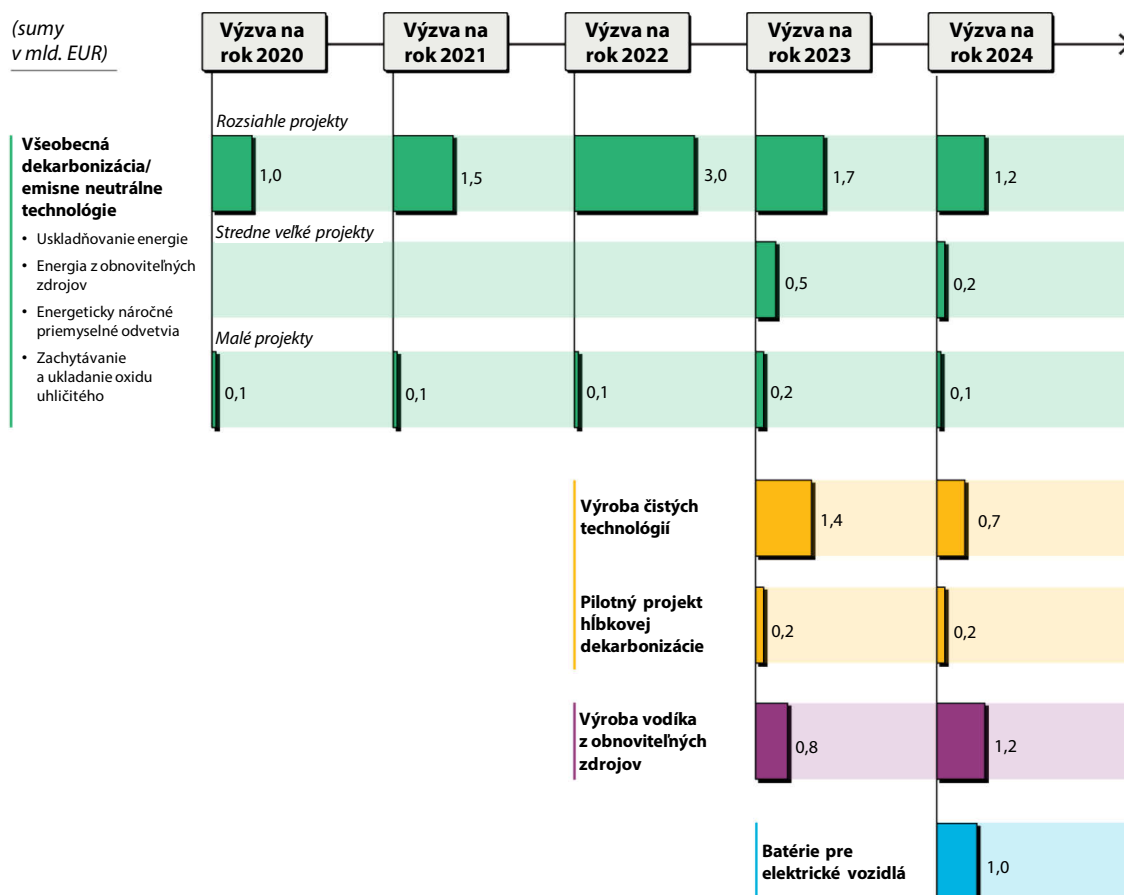 (sumy
v mld. EUR)
Výzva na
rok 2020
Výzva na
rok 2021
Výzva na
rok 2022
Výzva na
rok 2023
Výzva na
rok 2024
Všeobecná
dekarbonizácia/
emisne neutrálne
technológie
• Uskladňovanie energie
• Energia z obnoviteľných
zdrojov
• Energeticky náročné
priemyselné odvetvia
• Zachytávanie
a ukladanie oxidu
uhličitého
Rozsiahle projekty
1,0
1,5
3,0
1,7
1,2
Stredne veľké projekty
0,5
0,2
Malé projekty
0,1
0,1
0,1
0,2
0,1
Výroba čistých
technológií
1,4
0,7
Pilotný projekt
hĺbkovej
dekarbonizácie
0,2
0,2
Výroba vodíka
z obnoviteľných
zdrojov
0,8
1,2
Batérie pre
elektrické vozidlá
1,0